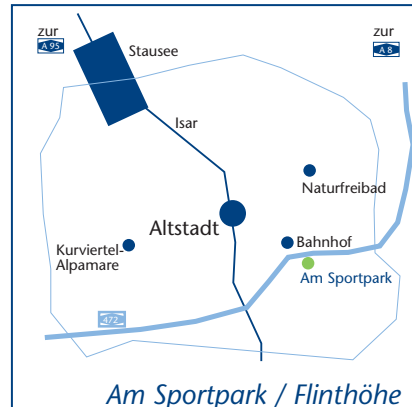 zur
A 95
zur
A 8
Stausee
Isar
Naturfreibad
Altstadt
Bahnhof
Kurviertel-
Alpamare
Am Sportpark
472
Am Sportpark / Flinthöhe